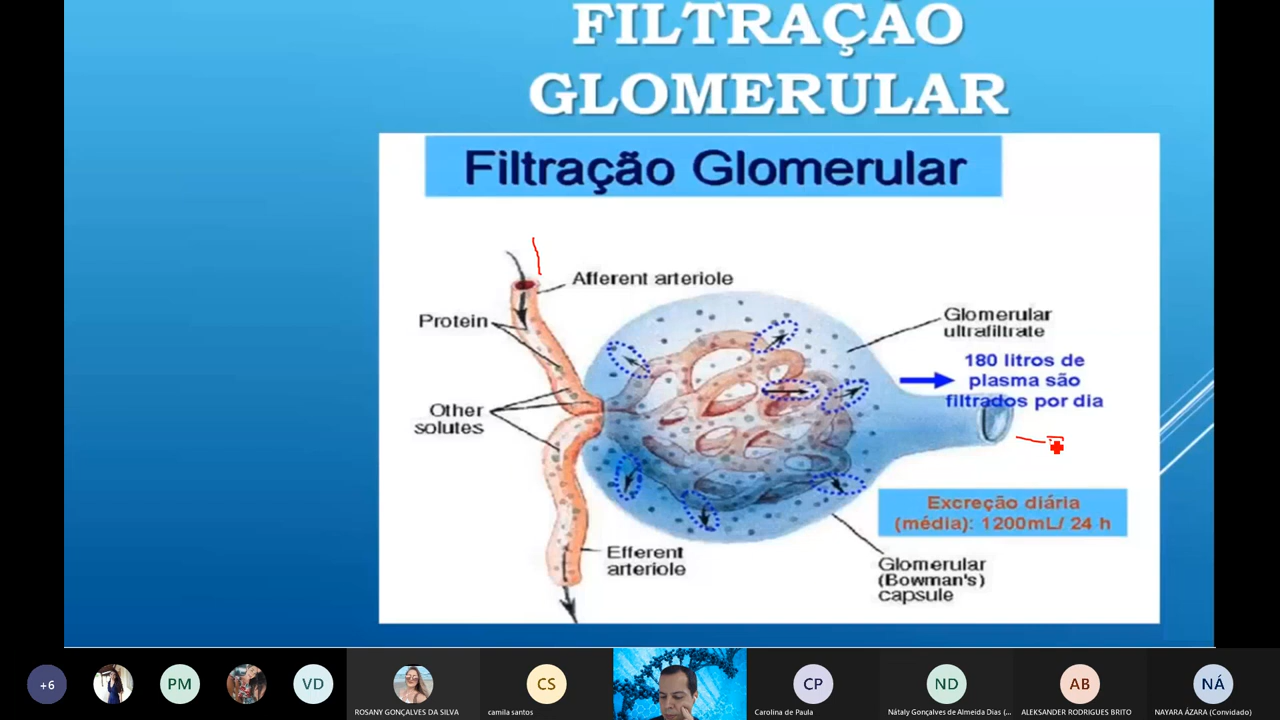 FILTRAÇÃO
GLOMERULAR
Filtração Glomerular
Afferent arteriole
Protein
Glomerular
ultrafiltrate
180 litros de
plasma são
filtrados por dia
Other
solutes
Excreção diária
(média): 1200mL/ 24 h
Efferent
arteriole
Glomerular
(Bowman's)
capsule
+6
PM
VD
CS
CP
ND
AB
NÁ
ROSANY GONÇALVES DA SILVA
camila santos
Carolina de Paula
Nátaly Gonçalves de Almeida Dias (...
ALEKSANDER RODRIGUES BRITO
NAYARA ÁZARA (Convidado)